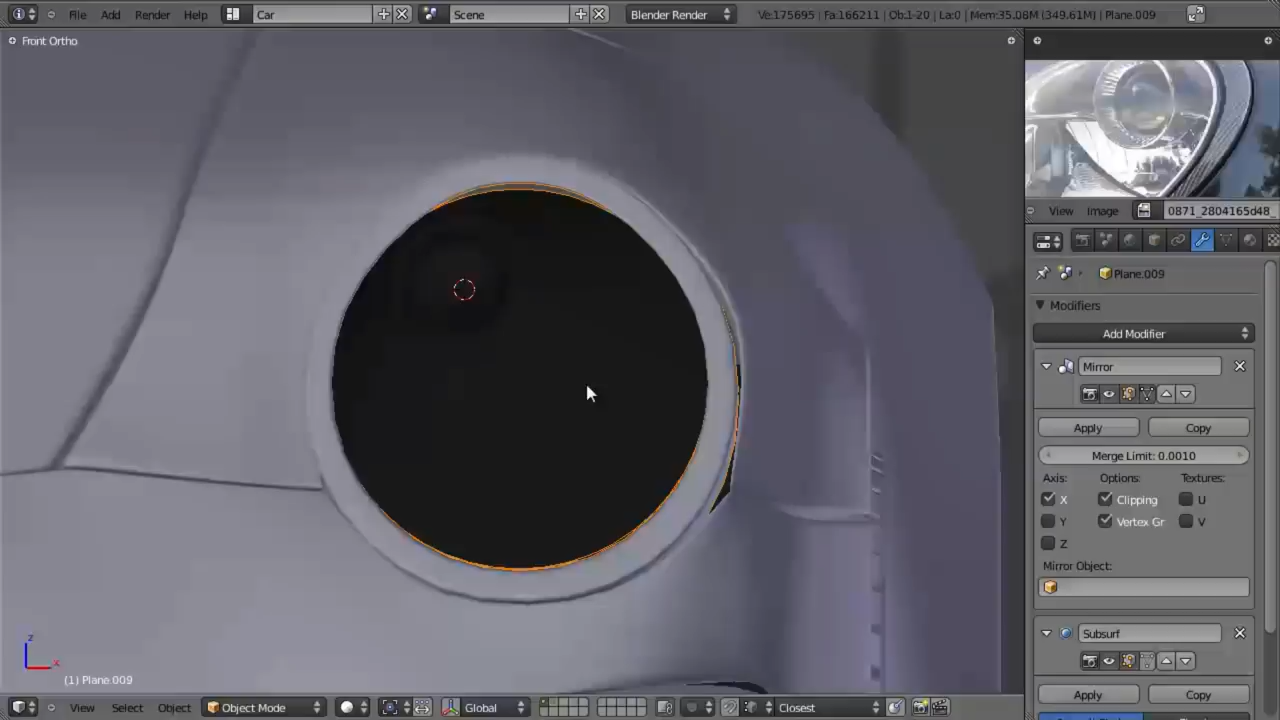 File Add Render Help Car Scene Blender Render Ve:175695 | Fa:166211 | Ob:1-20 | La:0 | Mem:35.08M (349.61M) | Plane.009
Front Ortho
View Image 0871_2804165d48_
Plane.009
Modifiers
Add Modifier
Mirror
Apply Copy
Merge Limit: 0.0010
Axis: Options: Textures:
X Clipping U
Y Vertex Gr V
Z
Mirror Object:
Subsurf
z
x
(1) Plane.009
Apply Copy
View Select Object Object Mode Global Closest